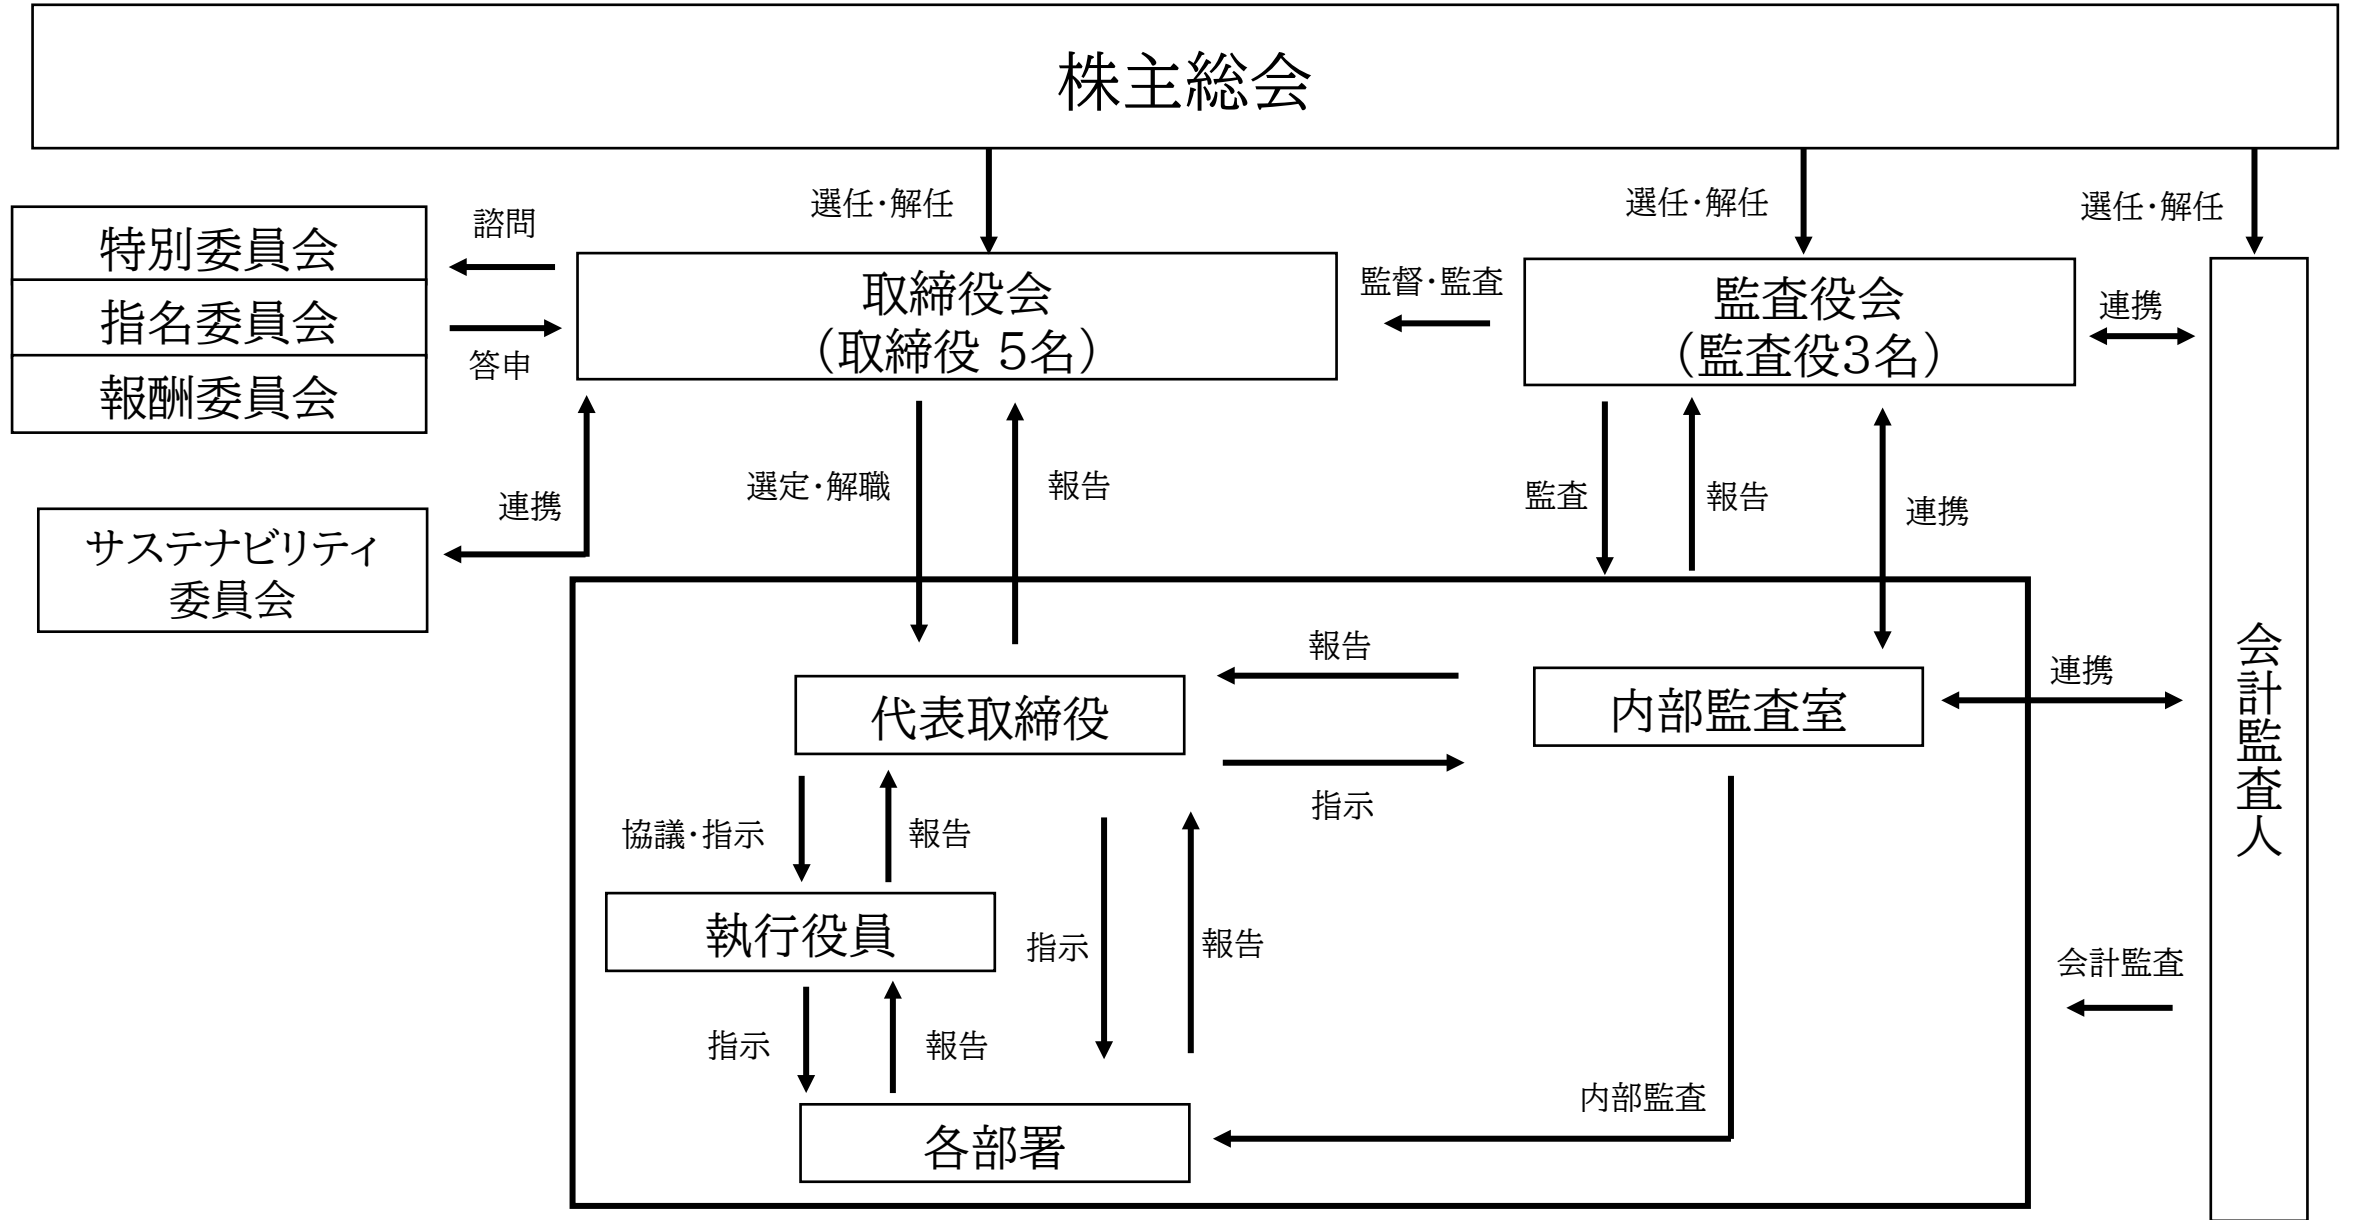 株主総会
選任・解任
選任・解任
選任・解任
特別委員会
指名委員会
報酬委員会
諮問
答申
取締役会
（取締役 5名）
監督・監査
監査役会
（監査役3名）
連携
サステナビリティ
委員会
連携
選定・解職
報告
監査
報告
連携
代表取締役
報告
指示
内部監査室
連携
会計監査人
協議・指示
報告
執行役員
指示
報告
指示
報告
会計監査
内部監査
各部署